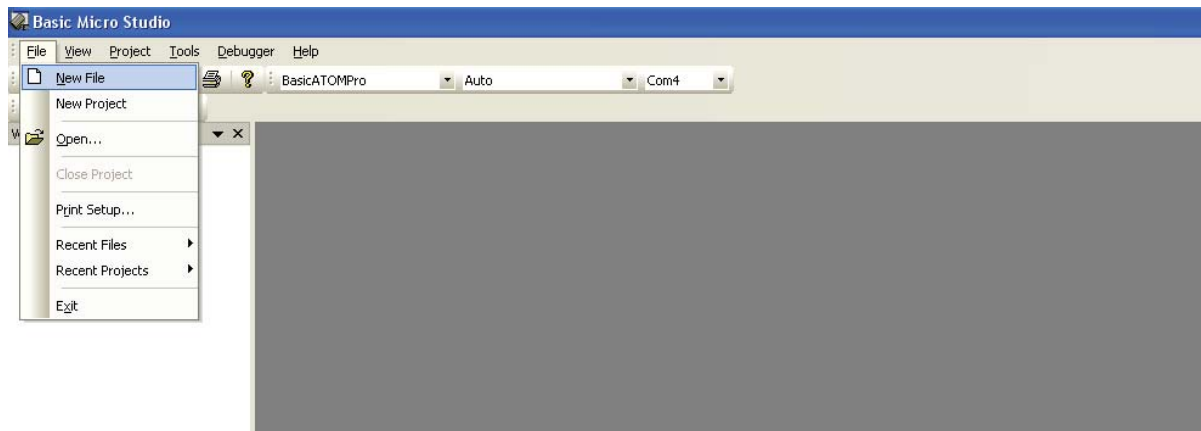 Basic Micro Studio
File View Project Tools Debugger Help
New File
BasicATOMPro Auto Com4
New Project
W
Open...
Close Project
Print Setup...
Recent Files
Recent Projects
Exit